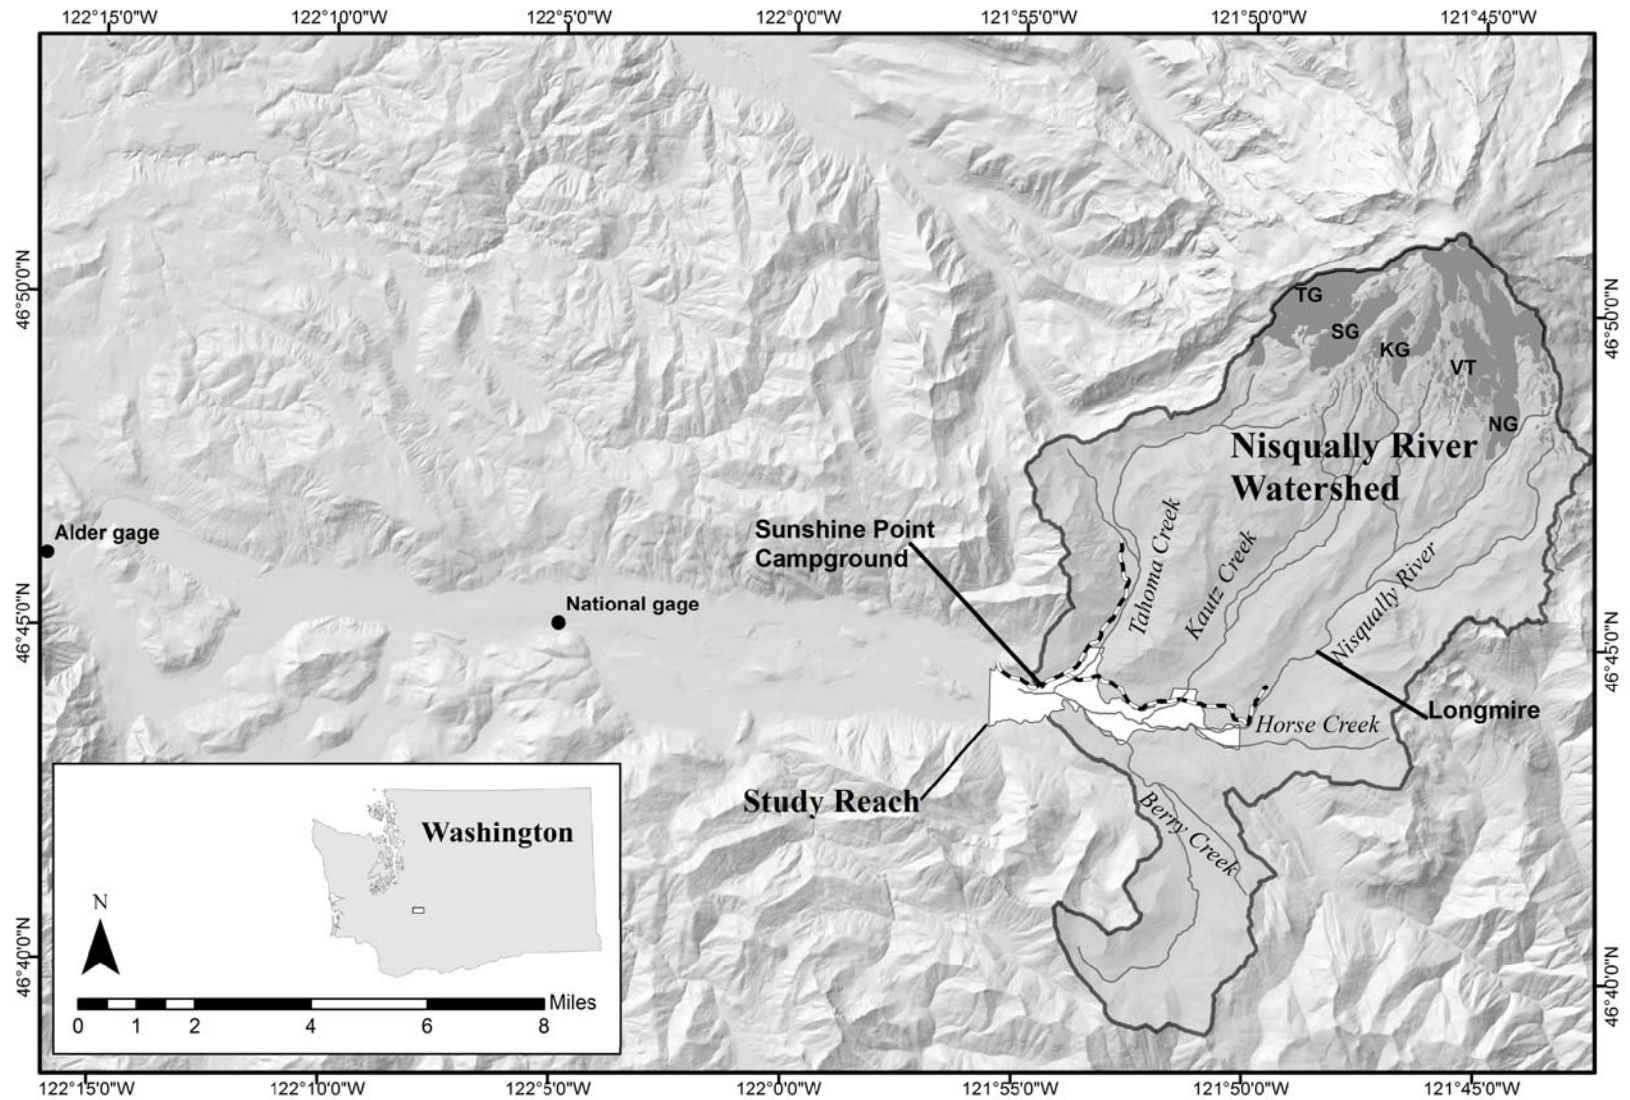 122°15'0"W 122°10'0"W 122°5'0"W 122°0'0"W 121°55'0"W 121°50'0"W 121°45'0"W
46°50'0"N
46°50'0"N
TG
SG
KG
VT
NG
Nisqually River
Watershed
Alder gage
Sunshine Point
Campground
National gage
Tahoma Creek
Kautz Creek
Nisqually River
46°45'0"N
46°45'0"N
Longmire
Horse Creek
Study Reach
Berry Creek
Washington
N
46°40'0"N
46°40'0"N
Miles
0 1 2 4 6 8
122°15'0"W 122°10'0"W 122°5'0"W 122°0'0"W 121°55'0"W 121°50'0"W 121°45'0"W